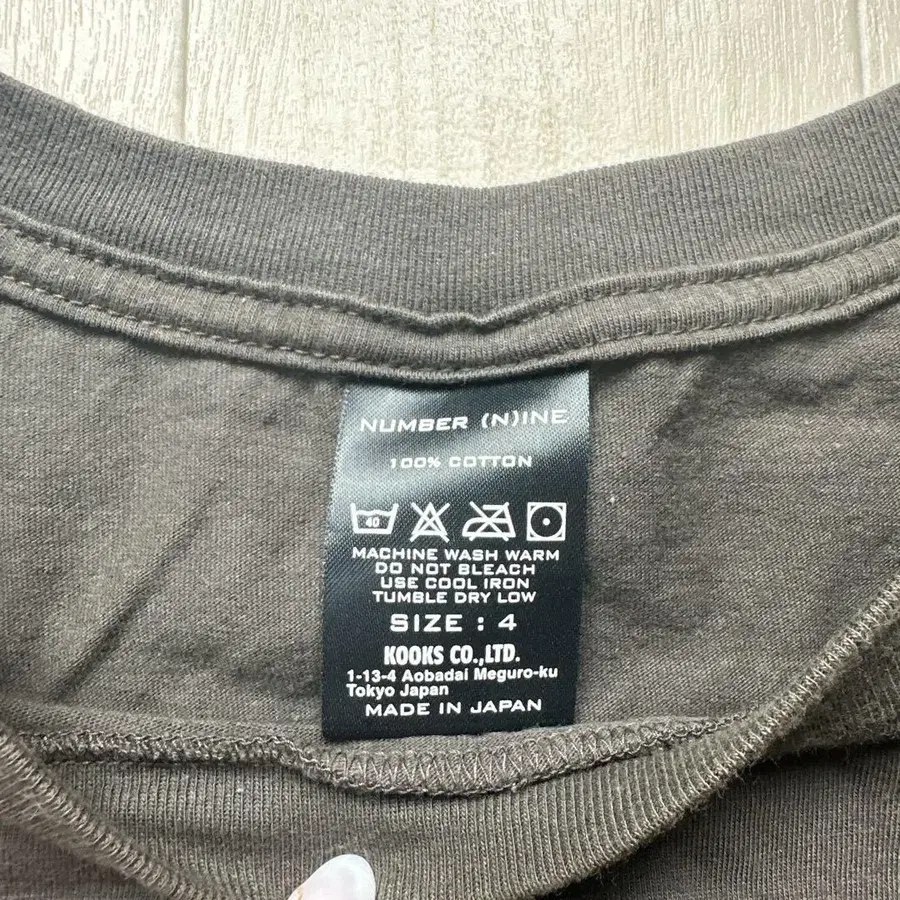 NUMBER (N)INE
100% COTTON
40
MACHINE WASH WARM
DO NOT BLEACH
USE COOL IRON
TUMBLE DRY LOW
SIZE : 4
KOOKS CO.,LTD.
1-13-4 Aobadai Meguro-ku
Tokyo Japan
MADE IN JAPAN